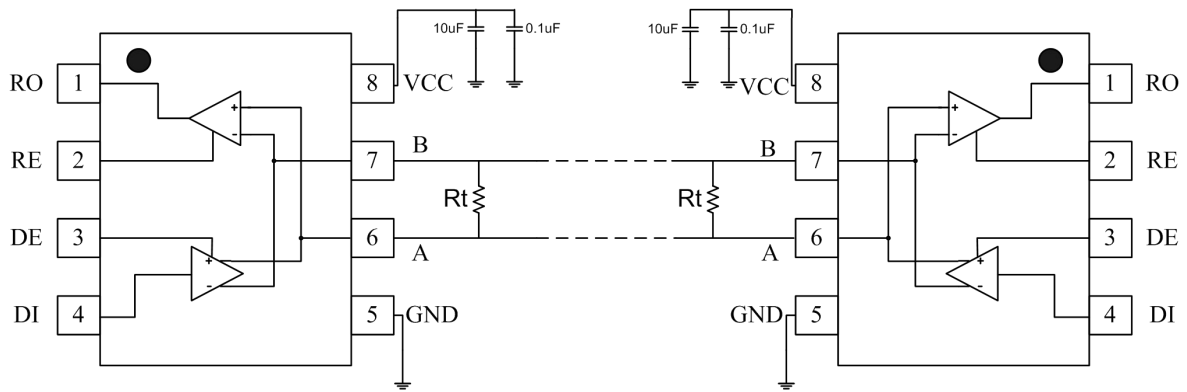 10uF 0.1uF 10uF 0.1uF
RO 1 8 VCC VCC 8 1 RO
+ +
- -
RE 2 7 B B 7 2 RE
Rt Rt
DE 3 6 A A 6 3 DE
+ +
- -
DI 4 5 GND GND 5 4 DI